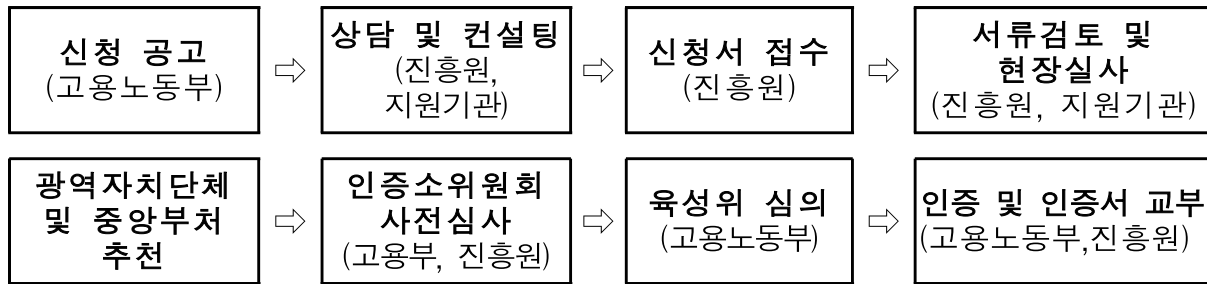 신청 공고
(고용노동부)
⇨
상담 및 컨설팅
(진흥원,
지원기관)
⇨
신청서 접수
(진흥원)
⇨
서류검토 및
현장실사
(진흥원, 지원기관)
광역자치단체
및 중앙부처
추천
⇨
인증소위원회
사전심사
(고용부, 진흥원)
⇨
육성위 심의
(고용노동부)
⇨
인증 및 인증서 교부
(고용노동부,진흥원)